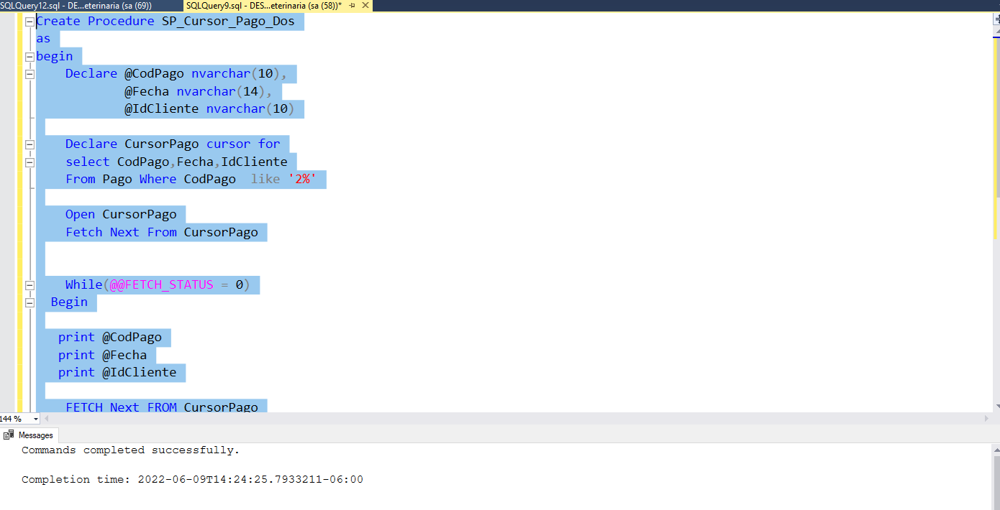 SQLQuery12.sql - DE...eterinaria (sa (69))
SQLQuery9.sql - DES...eterinaria (sa (58))*
Create Procedure SP_Cursor_Pago_Dos
as
begin
Declare @CodPago nvarchar(10),
@Fecha nvarchar(14),
@IdCliente nvarchar(10)
Declare CursorPago cursor for
select CodPago,Fecha,IdCliente
From Pago Where CodPago  like '2%'
Open CursorPago
Fetch Next From CursorPago
While(@@FETCH_STATUS = 0)
Begin
print @CodPago
print @Fecha
print @IdCliente
FETCH Next FROM CursorPago
144 %
Messages
Commands completed successfully.
Completion time: 2022-06-09T14:24:25.7933211-06:00